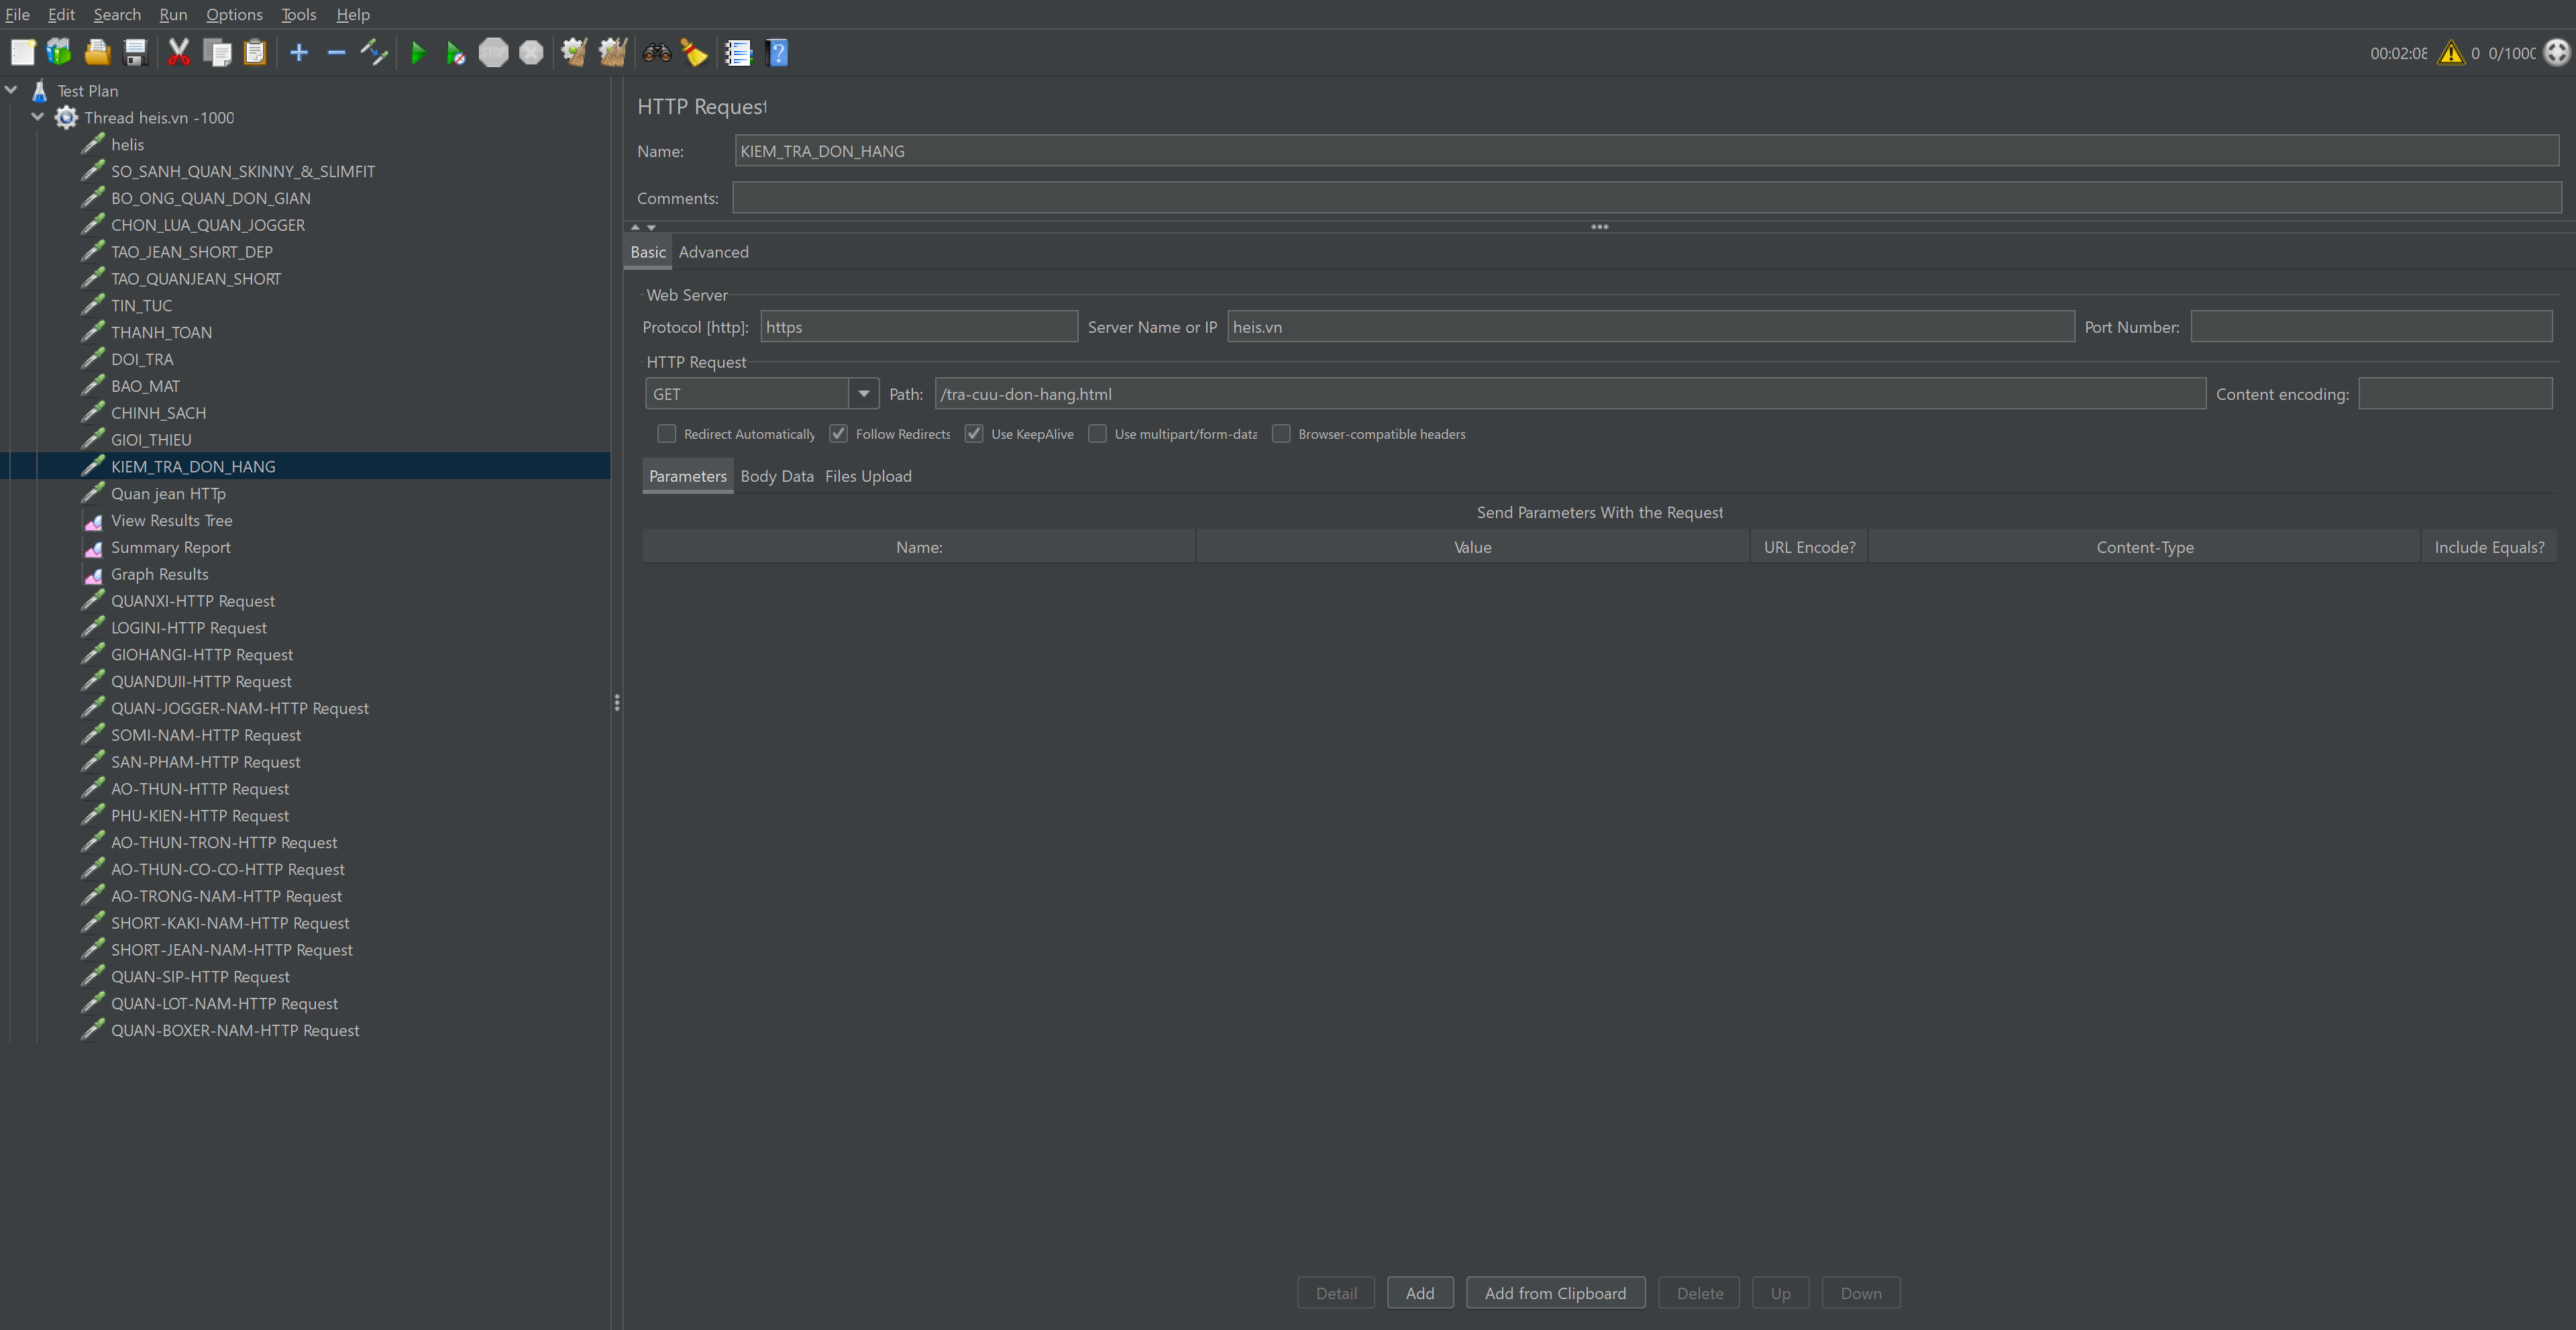 File Edit Search Run Options Tools Help
STOP
00:02:08 0 0/1000
Test Plan
Thread heis.vn -1000
helis
SO_SANH_QUAN_SKINNY_&_SLIMFIT
BO_ONG_QUAN_DON_GIAN
CHON_LUA_QUAN_JOGGER
TAO_JEAN_SHORT_DEP
TAO_QUANJEAN_SHORT
TIN_TUC
THANH_TOAN
DOI_TRA
BAO_MAT
CHINH_SACH
GIOI_THIEU
KIEM_TRA_DON_HANG
Quan jean HTTp
View Results Tree
Summary Report
Graph Results
QUANXI-HTTP Request
LOGINI-HTTP Request
GIOHANGI-HTTP Request
QUANDUII-HTTP Request
QUAN-JOGGER-NAM-HTTP Request
SOMI-NAM-HTTP Request
SAN-PHAM-HTTP Request
AO-THUN-HTTP Request
PHU-KIEN-HTTP Request
AO-THUN-TRON-HTTP Request
AO-THUN-CO-CO-HTTP Request
AO-TRONG-NAM-HTTP Request
SHORT-KAKI-NAM-HTTP Request
SHORT-JEAN-NAM-HTTP Request
QUAN-SIP-HTTP Request
QUAN-LOT-NAM-HTTP Request
QUAN-BOXER-NAM-HTTP Request
HTTP Request
Name: KIEM_TRA_DON_HANG
Comments:
Basic Advanced
Web Server
Protocol [http]: https Server Name or IP heis.vn Port Number:
HTTP Request
GET Path: /tra-cuu-don-hang.html Content encoding:
Redirect Automatically Follow Redirects Use KeepAlive Use multipart/form-data Browser-compatible headers
Parameters Body Data Files Upload
Send Parameters With the Request
Name: Value URL Encode? Content-Type Include Equals?
Detail Add Add from Clipboard Delete Up Down